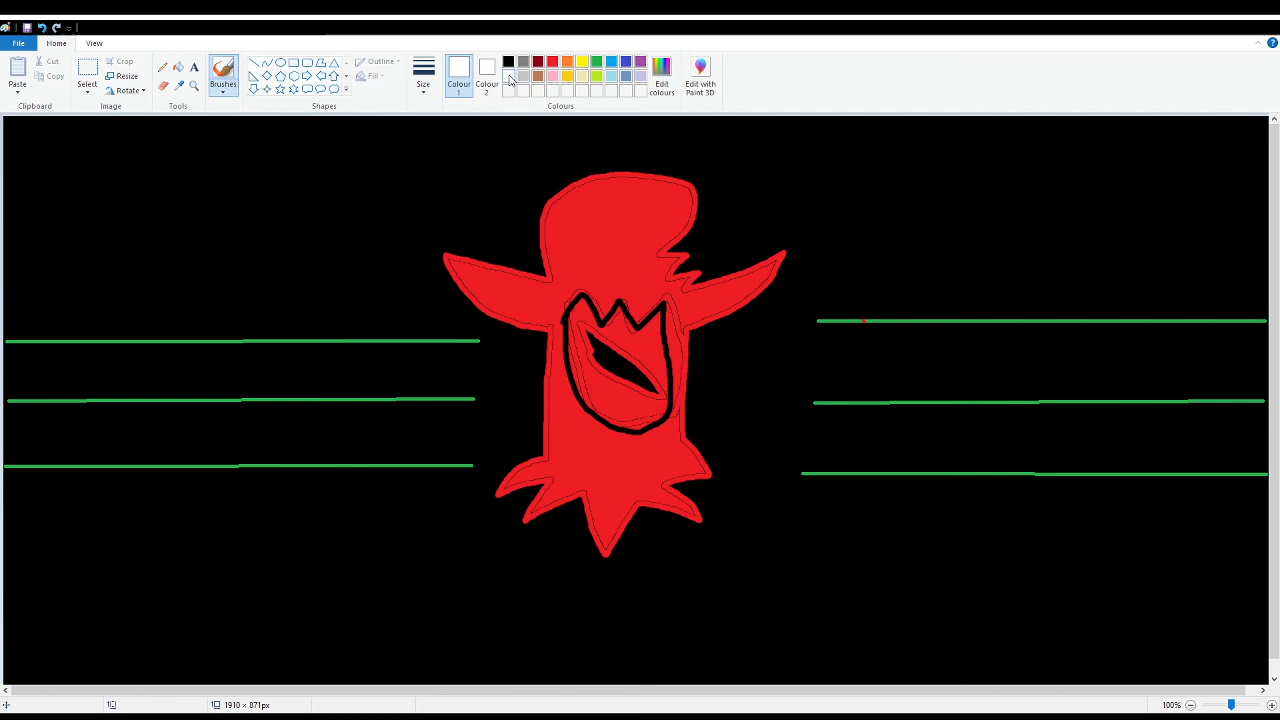 File Home View
Paste Cut Copy Clipboard
Select Crop Resize Rotate Image
A Tools
Brushes
Outline Fill Shapes
Size
Colour 1
Colour 2
Edit colours
Colours
Edit with Paint 3D
1910 × 871px
100%